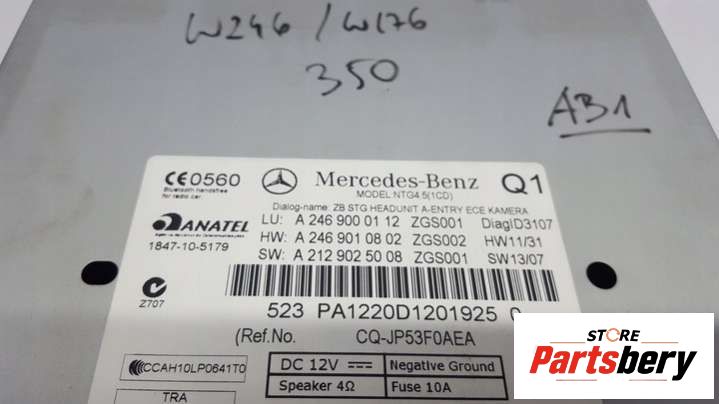 W246/W176
350
AB1
CE0560
Bluetooth handsfree
for radio car
Mercedes-Benz Q1
MODEL NTG4.5(1CD)
Dialog-name: ZB STG HEADUNIT A-ENTRY ECE KAMERA
ANATEL
1847-10-5179
LU: A 246 900 01 12 ZGS001 DiagID3107
HW: A 246 901 08 02 ZGS002 HW11/31
SW: A 212 902 50 08 ZGS001 SW13/07
Z707
523 PA1220D1201925
(Ref.No. CQ-JP53F0AEA
CCAH10LP0641T0
DC 12V Negative Ground
Speaker 4Ω Fuse 10A
TRA
STORE
Partsbery